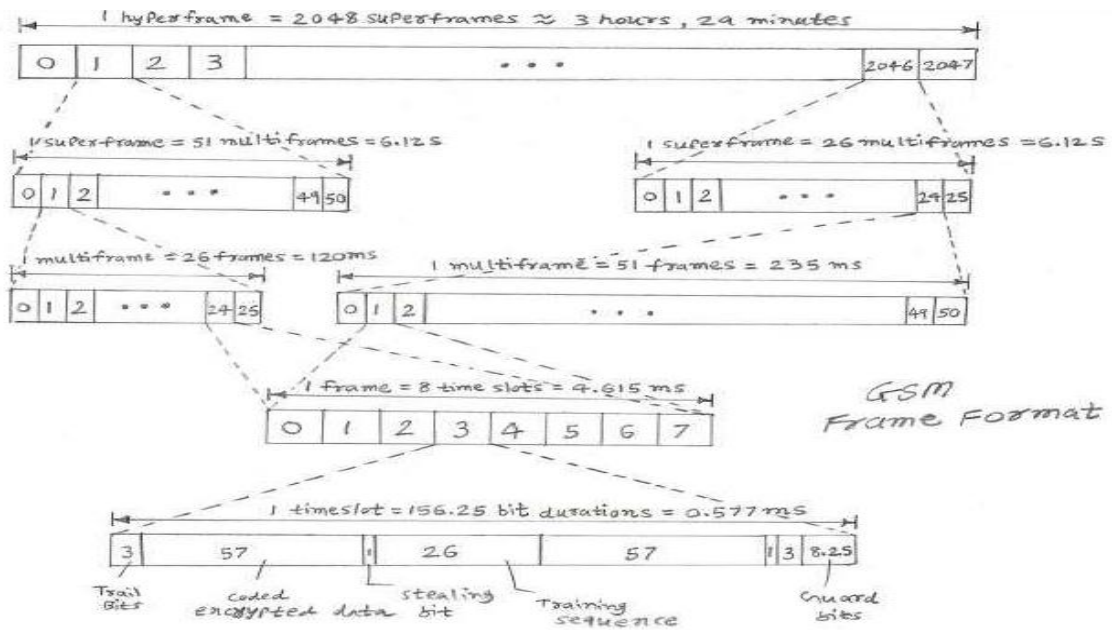 1 hyperframe = 2048 superframes ≈ 3 hours, 29 minutes
0 1 2 3 • • • 2046 2047
1 superframe = 51 multiframes = 6.12 s
1 superframe = 26 multiframes = 6.12 s
0 1 2 • • • 49 50
0 1 2 • • • 24 25
1 multiframe = 26 frames = 120 ms
1 multiframe = 51 frames = 235 ms
0 1 2 • • • 24 25
0 1 2 • • • 49 50
1 frame = 8 time slots = 4.615 ms
0 1 2 3 4 5 6 7
GSM
Frame Format
1 timeslot = 156.25 bit durations = 0.577 ms
3 57 1 26 57 1 3 8.25
Trail
Bits
coded
encrypted data
stealing
bit
Training
sequence
Guard
bits